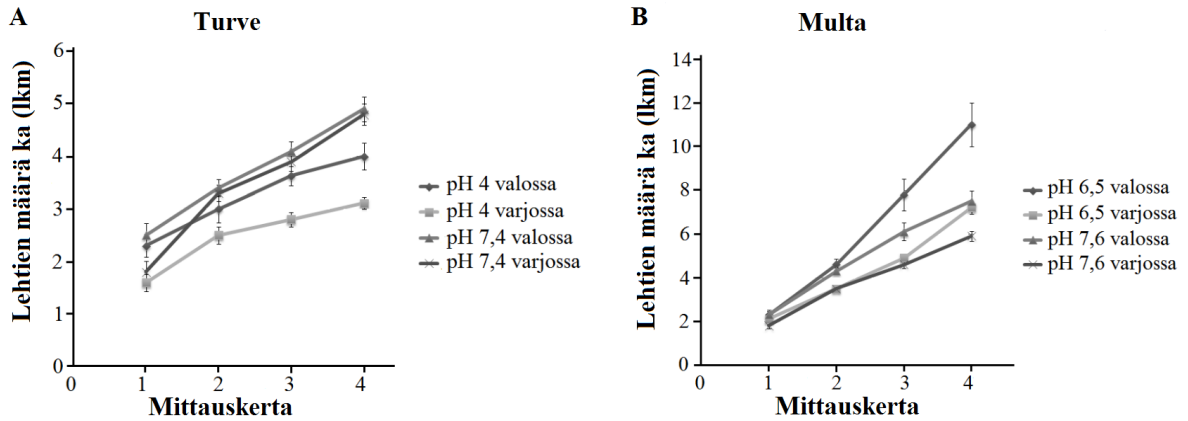 A
Turve
Lehtien määrä ka (lkm)
6
5
4
3
2
1
0
0 1 2 3 4
Mittauskerta
pH 4 valossa
pH 4 varjossa
pH 7,4 valossa
pH 7,4 varjossa
B
Multa
Lehtien määrä ka (lkm)
14
12
10
8
6
4
2
0
0 1 2 3 4
Mittauskerta
pH 6,5 valossa
pH 6,5 varjossa
pH 7,6 valossa
pH 7,6 varjossa